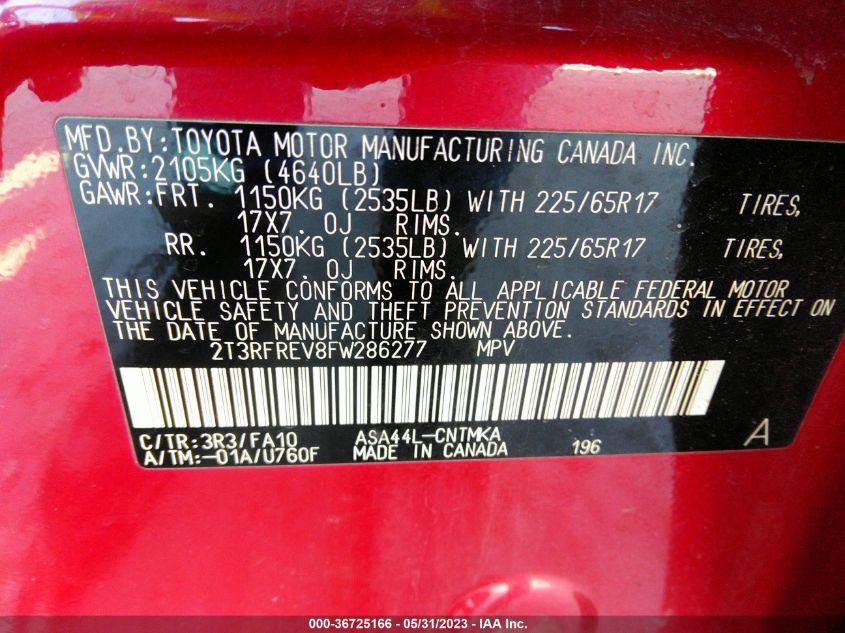 MFD.BY:TOYOTA MOTOR MANUFACTURING CANADA INC.
GVWR:2105KG (4640LB)
GAWR:FRT. 1150KG (2535LB) WITH 225/65R17 TIRES,
17X7. 0J RIMS.
RR. 1150KG (2535LB) WITH 225/65R17 TIRES,
17X7. 0J RIMS.
THIS VEHICLE CONFORMS TO ALL APPLICABLE FEDERAL MOTOR
VEHICLE SAFETY AND THEFT PREVENTION STANDARDS IN EFFECT ON
THE DATE OF MANUFACTURE SHOWN ABOVE.
2T3RFREV8FW286277 MPV
C/TR:3R3/FA10 ASA44L-CNTMKA 196 A
A/TM:-01A/U760F MADE IN CANADA
000-36725166 - 05/31/2023 - IAA Inc.